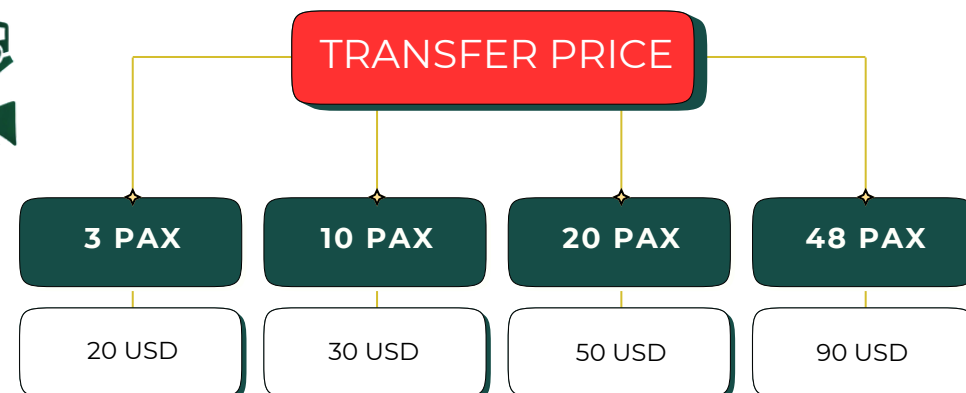 TRANSFER PRICE
3 PAX
10 PAX
20 PAX
48 PAX
20 USD
30 USD
50 USD
90 USD